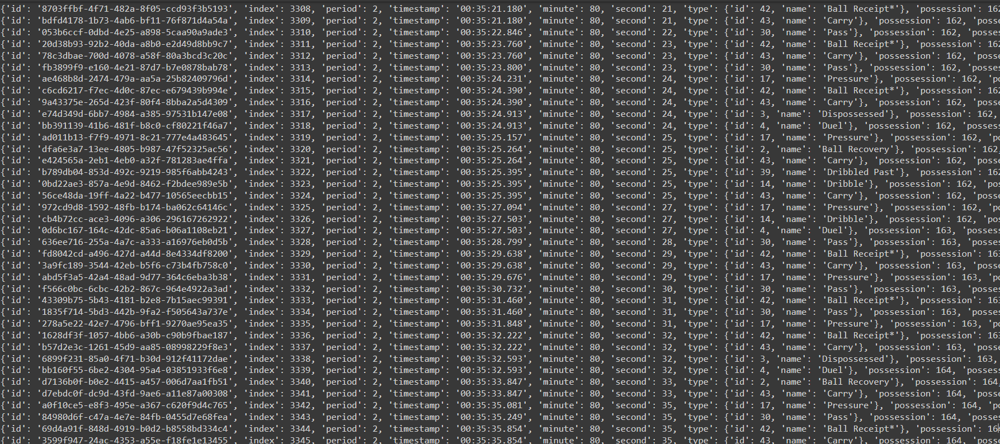 {'id': '8703ffbf-4f71-482a-8f05-ccd93f3b5193', 'index': 3308, 'period': 2, 'timestamp': '00:35:21.180', 'minute': 80, 'second': 21, 'type': {'id': 42, 'name': 'Ball Receipt*'}, 'possession': 162
{'id': 'bdfd4178-1b73-4ab6-bf11-76f871d4a54a', 'index': 3309, 'period': 2, 'timestamp': '00:35:21.180', 'minute': 80, 'second': 21, 'type': {'id': 43, 'name': 'Carry'}, 'possession': 162, 'posse
{'id': '053b6ccf-0dbd-4e25-a898-5caa90a9ade3', 'index': 3310, 'period': 2, 'timestamp': '00:35:22.846', 'minute': 80, 'second': 22, 'type': {'id': 30, 'name': 'Pass'}, 'possession': 162, 'posses
{'id': '20d38b93-92b2-40da-a8b0-e2d49d8bb9c7', 'index': 3311, 'period': 2, 'timestamp': '00:35:23.760', 'minute': 80, 'second': 23, 'type': {'id': 42, 'name': 'Ball Receipt*'}, 'possession': 162
{'id': '78c3dbae-700d-4078-a58f-80a3bcd3c20c', 'index': 3312, 'period': 2, 'timestamp': '00:35:23.760', 'minute': 80, 'second': 23, 'type': {'id': 43, 'name': 'Carry'}, 'possession': 162, 'posse
{'id': 'fb3899f9-e160-4e21-87d7-b7e0878bab78', 'index': 3313, 'period': 2, 'timestamp': '00:35:23.800', 'minute': 80, 'second': 23, 'type': {'id': 30, 'name': 'Pass'}, 'possession': 162, 'posses
{'id': 'ae468b8d-2474-479a-aa5a-25b82409796d', 'index': 3314, 'period': 2, 'timestamp': '00:35:24.231', 'minute': 80, 'second': 24, 'type': {'id': 17, 'name': 'Pressure'}, 'possession': 162, 'po
{'id': 'c6cd6217-f7ec-4d0c-87ec-e679439b994e', 'index': 3315, 'period': 2, 'timestamp': '00:35:24.390', 'minute': 80, 'second': 24, 'type': {'id': 42, 'name': 'Ball Receipt*'}, 'possession': 162
{'id': '9a43375e-265d-423f-80f4-8bba2a5d4309', 'index': 3316, 'period': 2, 'timestamp': '00:35:24.390', 'minute': 80, 'second': 24, 'type': {'id': 43, 'name': 'Carry'}, 'possession': 162, 'posse
{'id': 'e74d349d-6bb7-4984-a385-97531b147e08', 'index': 3317, 'period': 2, 'timestamp': '00:35:24.913', 'minute': 80, 'second': 24, 'type': {'id': 3, 'name': 'Dispossessed'}, 'possession': 162,
{'id': 'bb391139-41b6-481f-b8c0-cf80221f46a7', 'index': 3318, 'period': 2, 'timestamp': '00:35:24.913', 'minute': 80, 'second': 24, 'type': {'id': 4, 'name': 'Duel'}, 'possession': 162, 'posses
{'id': 'ad011b13-f7f9-4971-8c21-777e4a483645', 'index': 3319, 'period': 2, 'timestamp': '00:35:25.157', 'minute': 80, 'second': 25, 'type': {'id': 17, 'name': 'Pressure'}, 'possession': 162, 'po
{'id': 'dfa6e3a7-13ee-4805-b987-47f52325ac56', 'index': 3320, 'period': 2, 'timestamp': '00:35:25.264', 'minute': 80, 'second': 25, 'type': {'id': 2, 'name': 'Ball Recovery'}, 'possession': 162,
{'id': 'e424565a-2eb1-4eb0-a32f-781283ae4ffa', 'index': 3321, 'period': 2, 'timestamp': '00:35:25.264', 'minute': 80, 'second': 25, 'type': {'id': 43, 'name': 'Carry'}, 'possession': 162, 'posse
{'id': 'b789db04-853d-492c-9219-985f6abb4243', 'index': 3322, 'period': 2, 'timestamp': '00:35:25.395', 'minute': 80, 'second': 25, 'type': {'id': 39, 'name': 'Dribbled Past'}, 'possession': 162
{'id': '0bd22ae3-857a-4e9d-8462-f2bdee989e5b', 'index': 3323, 'period': 2, 'timestamp': '00:35:25.395', 'minute': 80, 'second': 25, 'type': {'id': 14, 'name': 'Dribble'}, 'possession': 162, 'pos
{'id': '56ce48da-19ff-4a22-b477-10565eecbb15', 'index': 3324, 'period': 2, 'timestamp': '00:35:25.395', 'minute': 80, 'second': 25, 'type': {'id': 43, 'name': 'Carry'}, 'possession': 162, 'posse
{'id': '972cd9d8-1592-48fb-b174-ba062c64146c', 'index': 3325, 'period': 2, 'timestamp': '00:35:27.094', 'minute': 80, 'second': 27, 'type': {'id': 17, 'name': 'Pressure'}, 'possession': 162, 'po
{'id': 'cb4b72cc-ace3-4096-a306-296167262922', 'index': 3326, 'period': 2, 'timestamp': '00:35:27.503', 'minute': 80, 'second': 27, 'type': {'id': 14, 'name': 'Dribble'}, 'possession': 162, 'pos
{'id': '0d6bc167-164c-42dc-85a6-b06a1108eb21', 'index': 3327, 'period': 2, 'timestamp': '00:35:27.503', 'minute': 80, 'second': 27, 'type': {'id': 4, 'name': 'Duel'}, 'possession': 163, 'posses
{'id': '636ee716-255a-4a7c-a333-a16976eb0d5b', 'index': 3328, 'period': 2, 'timestamp': '00:35:28.799', 'minute': 80, 'second': 28, 'type': {'id': 30, 'name': 'Pass'}, 'possession': 163, 'posses
{'id': 'fd8042cd-a496-427d-a44d-8e4334df8200', 'index': 3329, 'period': 2, 'timestamp': '00:35:29.638', 'minute': 80, 'second': 29, 'type': {'id': 42, 'name': 'Ball Receipt*'}, 'possession': 163
{'id': '3a9fc189-3544-42eb-b5f6-c73b4fb758c0', 'index': 3330, 'period': 2, 'timestamp': '00:35:29.638', 'minute': 80, 'second': 29, 'type': {'id': 43, 'name': 'Carry'}, 'possession': 163, 'posse
{'id': 'abd5f3a5-42a4-48ad-9d77-364c6eba3b38', 'index': 3331, 'period': 2, 'timestamp': '00:35:29.676', 'minute': 80, 'second': 29, 'type': {'id': 17, 'name': 'Pressure'}, 'possession': 163, 'po
{'id': 'f566c0bc-6cbc-42b2-867c-964e4922a3ad', 'index': 3332, 'period': 2, 'timestamp': '00:35:30.732', 'minute': 80, 'second': 30, 'type': {'id': 30, 'name': 'Pass'}, 'possession': 163, 'posses
{'id': '43309b75-5b43-4181-b2e8-7b15aec99391', 'index': 3333, 'period': 2, 'timestamp': '00:35:31.460', 'minute': 80, 'second': 31, 'type': {'id': 42, 'name': 'Ball Receipt*'}, 'possession': 163
{'id': '1835f714-5bd3-442b-9fa2-f505643a737e', 'index': 3334, 'period': 2, 'timestamp': '00:35:31.460', 'minute': 80, 'second': 31, 'type': {'id': 30, 'name': 'Pass'}, 'possession': 163, 'posses
{'id': '278a5e22-42e7-4796-bff1-9270ae95ea35', 'index': 3335, 'period': 2, 'timestamp': '00:35:31.848', 'minute': 80, 'second': 31, 'type': {'id': 17, 'name': 'Pressure'}, 'possession': 163, 'po
{'id': '1628df3f-1057-4bb6-a30b-c90b9fbae187', 'index': 3336, 'period': 2, 'timestamp': '00:35:32.222', 'minute': 80, 'second': 32, 'type': {'id': 42, 'name': 'Ball Receipt*'}, 'possession': 163
{'id': 'b57d2e3c-1261-45d9-aa85-08998229f8e3', 'index': 3337, 'period': 2, 'timestamp': '00:35:32.222', 'minute': 80, 'second': 32, 'type': {'id': 43, 'name': 'Carry'}, 'possession': 163, 'posse
{'id': '6899f231-85a0-4f71-b30d-912f41172dae', 'index': 3338, 'period': 2, 'timestamp': '00:35:32.593', 'minute': 80, 'second': 32, 'type': {'id': 3, 'name': 'Dispossessed'}, 'possession': 163,
{'id': 'bb160f55-6be2-4304-95a4-03851933f6e8', 'index': 3339, 'period': 2, 'timestamp': '00:35:32.593', 'minute': 80, 'second': 32, 'type': {'id': 4, 'name': 'Duel'}, 'possession': 164, 'posses
{'id': 'd7136b0f-b0e2-4415-a457-006d7aa1fb51', 'index': 3340, 'period': 2, 'timestamp': '00:35:33.847', 'minute': 80, 'second': 33, 'type': {'id': 2, 'name': 'Ball Recovery'}, 'possession': 164,
{'id': 'd7ebdc0f-dc9d-43fd-9ae6-a11e87a00308', 'index': 3341, 'period': 2, 'timestamp': '00:35:33.847', 'minute': 80, 'second': 33, 'type': {'id': 43, 'name': 'Carry'}, 'possession': 164, 'posse
{'id': 'a0f10ce5-e8f3-495e-a367-c620f9d4c765', 'index': 3342, 'period': 2, 'timestamp': '00:35:35.081', 'minute': 80, 'second': 35, 'type': {'id': 17, 'name': 'Pressure'}, 'possession': 164, 'po
{'id': '84980d6f-c47a-4e7e-84fb-0455d7e68fea', 'index': 3343, 'period': 2, 'timestamp': '00:35:35.249', 'minute': 80, 'second': 35, 'type': {'id': 30, 'name': 'Pass'}, 'possession': 164, 'posses
{'id': '69d4a91f-848d-4919-b0d2-b8558bd334c4', 'index': 3344, 'period': 2, 'timestamp': '00:35:35.854', 'minute': 80, 'second': 35, 'type': {'id': 42, 'name': 'Ball Receipt*'}, 'possession': 164
{'id': '3599f947-24ac-4353-a55e-f18fe1e13455', 'index': 3345, 'period': 2, 'timestamp': '00:35:35.854', 'minute': 80, 'second': 35, 'type': {'id': 43, 'name': 'Carry'}, 'possession': 164, 'posse